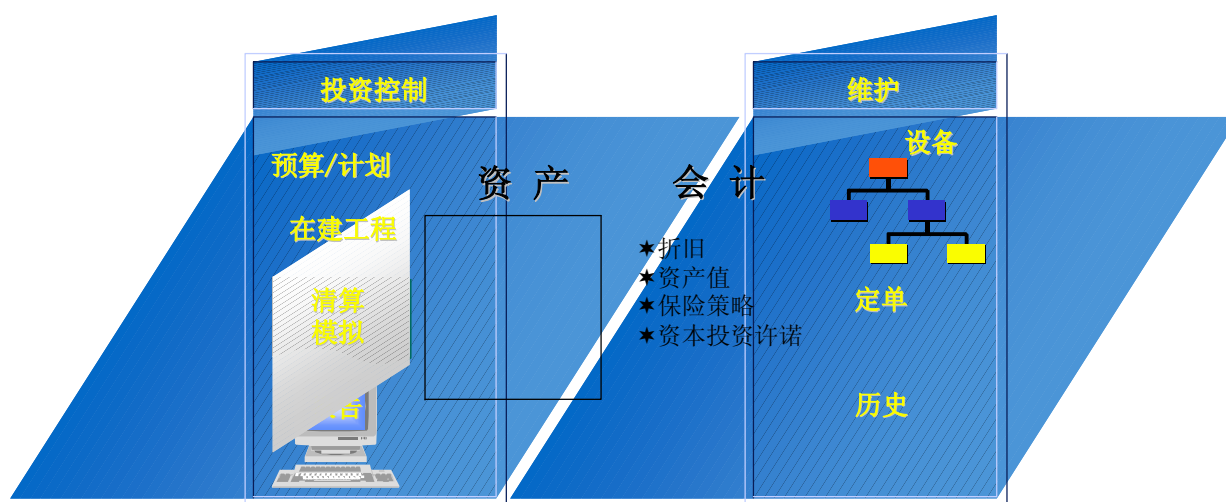 投资控制
维护
预算/计划
在建工程
清算
模拟
告
资 产 会 计
★折旧
★资产值
★保险策略
★资本投资许诺
设备
定单
历史